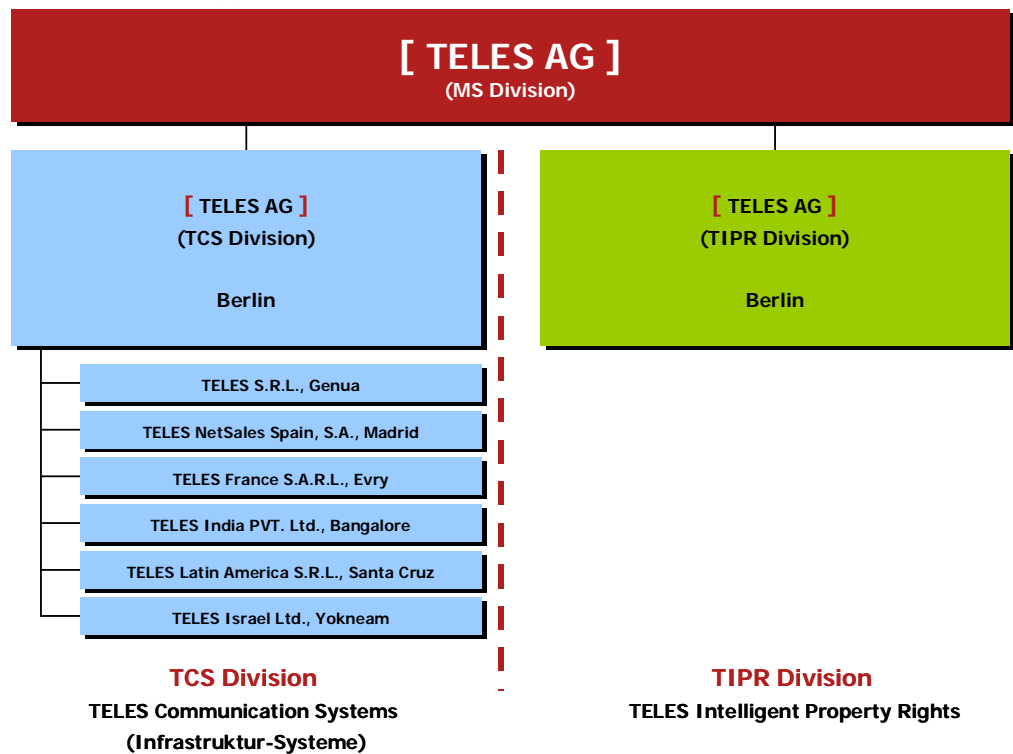 [ TELES AG ]
(MS Division)
[ TELES AG ]
(TCS Division)
Berlin
[ TELES AG ]
(TIPR Division)
Berlin
TELES S.R.L., Genua
TELES NetSales Spain, S.A., Madrid
TELES France S.A.R.L., Evry
TELES India PVT. Ltd., Bangalore
TELES Latin America S.R.L., Santa Cruz
TELES Israel Ltd., Yokneam
TCS Division
TELES Communication Systems
(Infrastruktur-Systeme)
TIPR Division
TELES Intelligent Property Rights